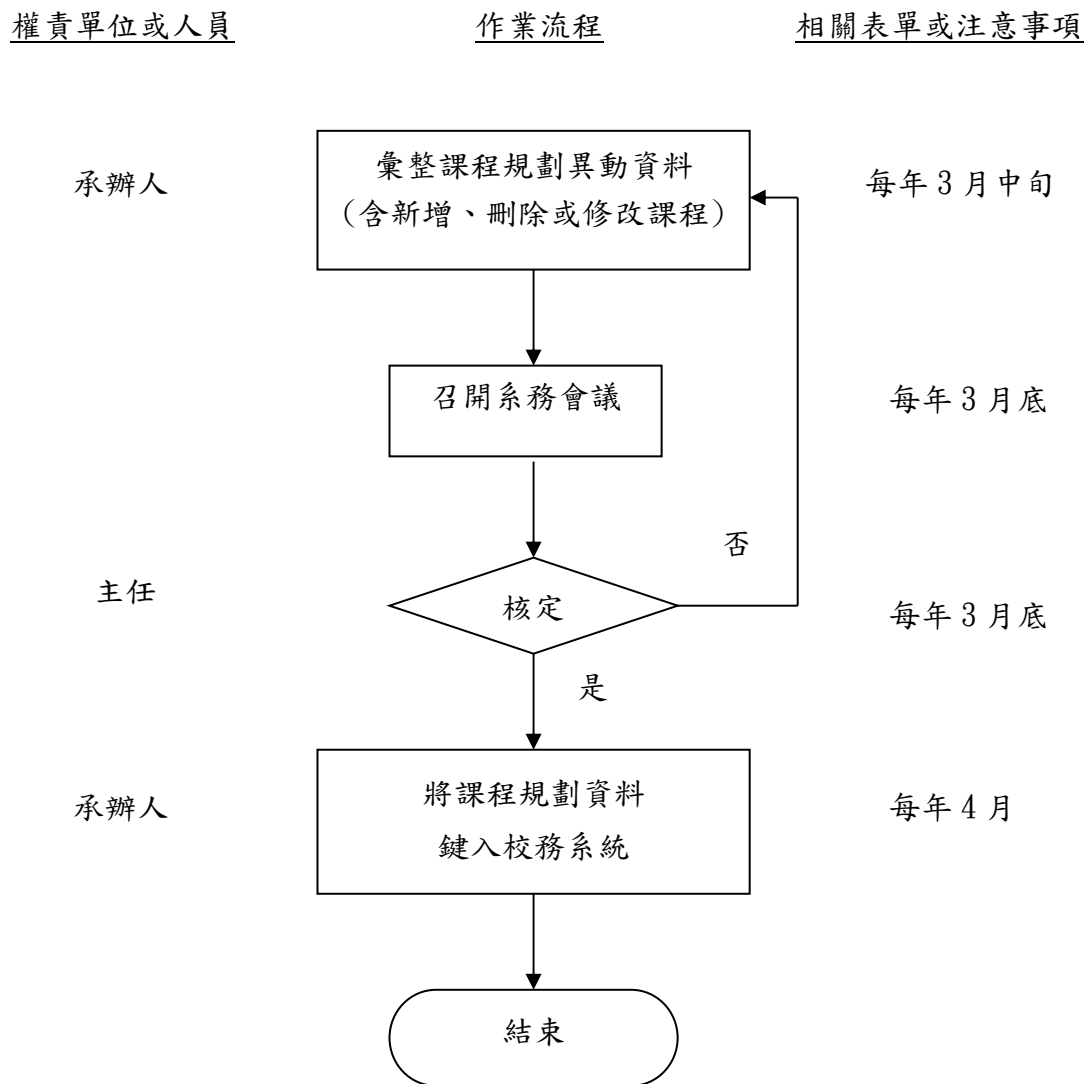 權責單位或人員 作業流程 相關表單或注意事項
彙整課程規劃異動資料
承辦人 每年 3 月中旬
（含新增、刪除或修改課程）
召開系務會議 每年 3 月底
否
主任 核定 每年 3 月底
是
將課程規劃資料
承辦人 每年 4 月
鍵入校務系統
結束